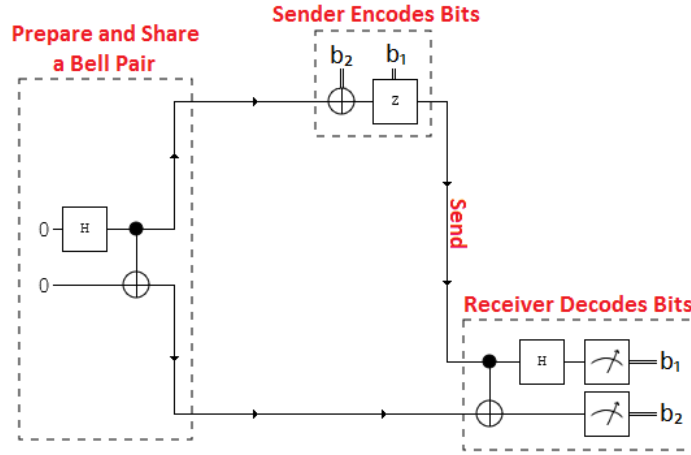 Prepare and Share
a Bell Pair
Sender Encodes Bits
b₂ b₁
Z
0 H
0
Send
Receiver Decodes Bits
H b₁
b₂